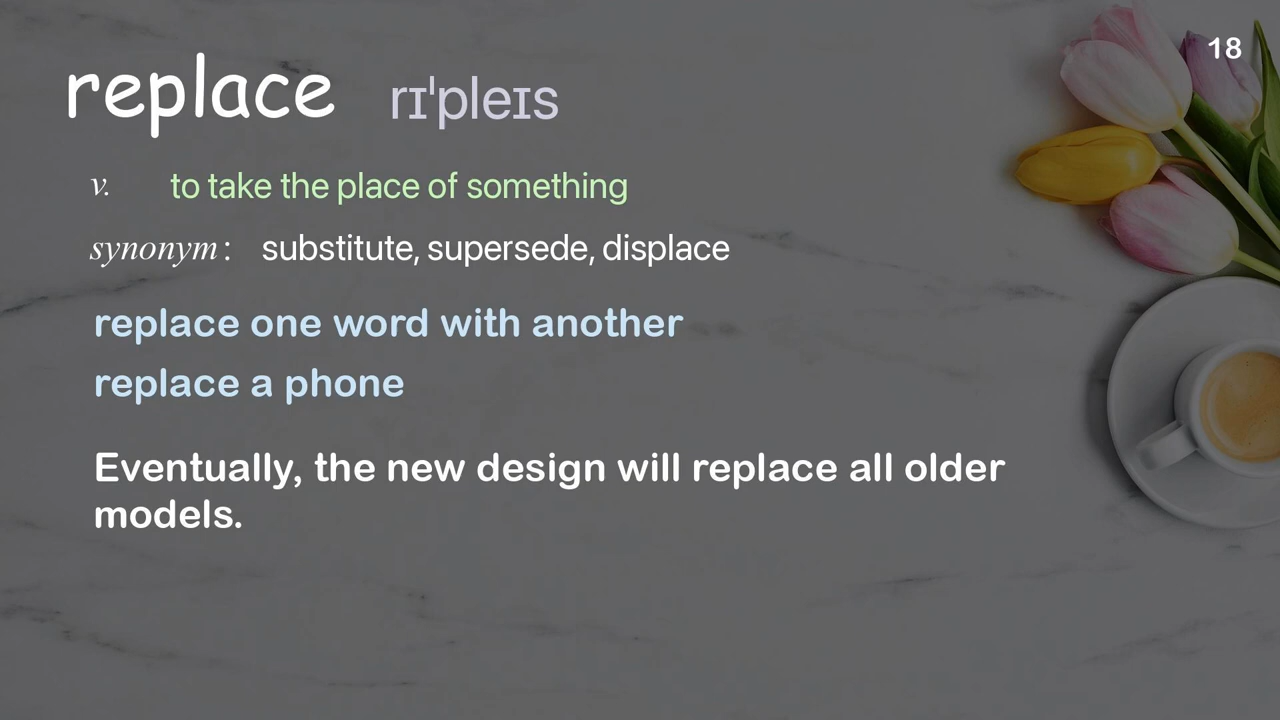 18
replace rɪˈpleɪs
v. to take the place of something
synonym : substitute, supersede, displace
replace one word with another
replace a phone
Eventually, the new design will replace all older
models.